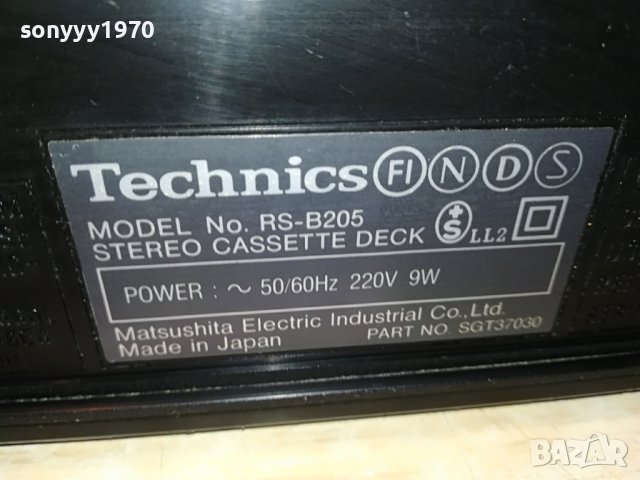 sonyyy1970
Technics FI N D S
MODEL No. RS-B205
STEREO CASSETTE DECK S LL2
POWER : ~ 50/60Hz 220V 9W
Matsushita Electric Industrial Co., Ltd.
Made in Japan PART NO. SGT37030
BAZAR